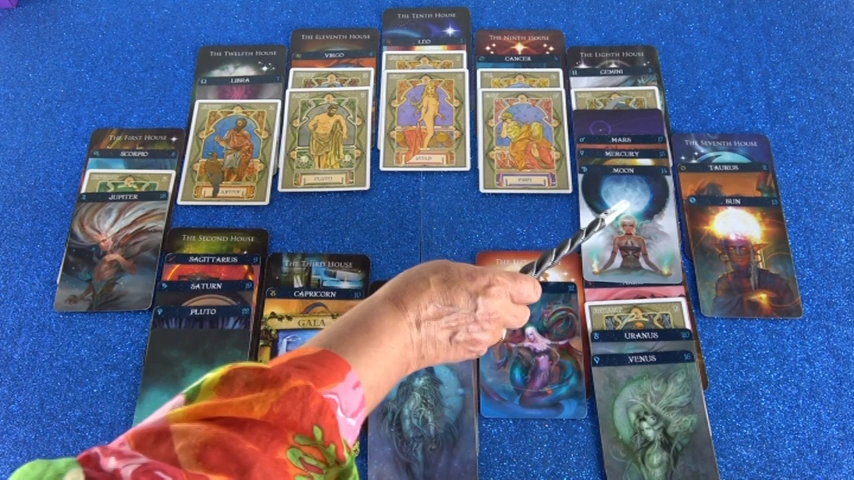 THE TENTH HOUSE
LEO
THE ELEVENTH HOUSE
VIRGO
THE NINTH HOUSE
CANCER
THE TWELFTH HOUSE
LIBRA
THE EIGHTH HOUSE
GEMINI
JUPITER
PLUTO
THE FIRST HOUSE
SCORPIO
JUPITER
MARS
MERCURY
MOON
THE SEVENTH HOUSE
TAURUS
SUN
THE SECOND HOUSE
SAGITTARIUS
SATURN
PLUTO
THE THIRD HOUSE
CAPRICORN
GAEA
URANUS
VENUS